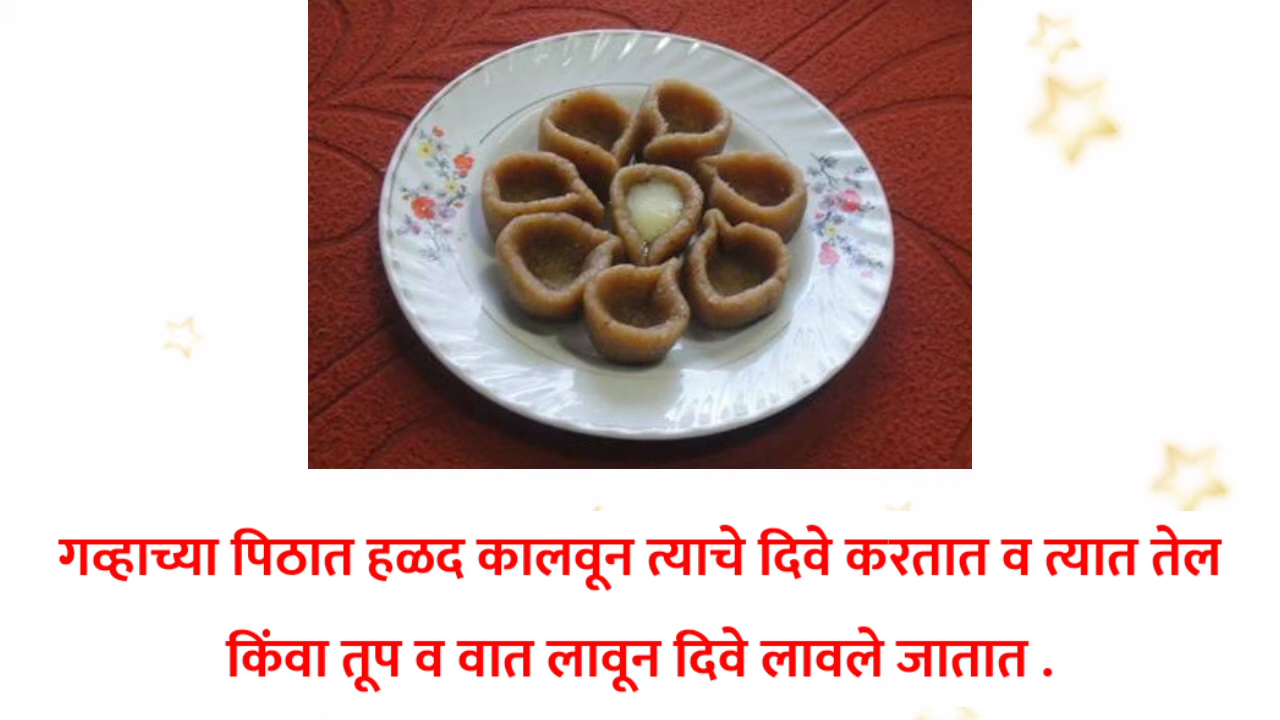 गव्हाच्या पिठात हळद कालवून त्याचे दिवे करतात व त्यात तेल
किंवा तूप व वात लावून दिवे लावले जातात .